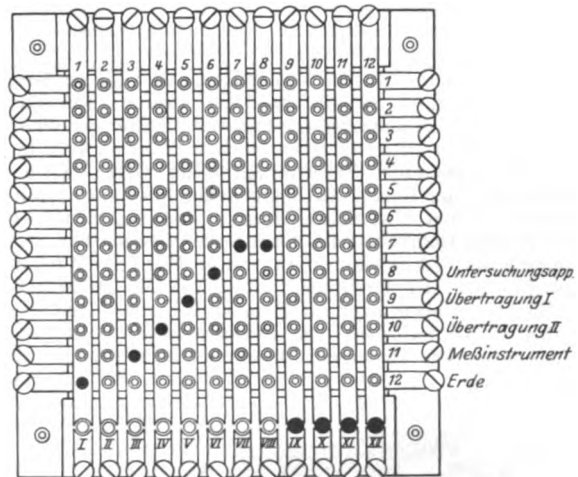 1 2 3 4 5 6 7 8 9 10 11 12
1
2
3
4
5
6
7
8 Untersuchungsapp.
9 Übertragung I
10 Übertragung II
11 Meßinstrument
12 Erde
I II III IV V VI VII VIII IX X XI XII